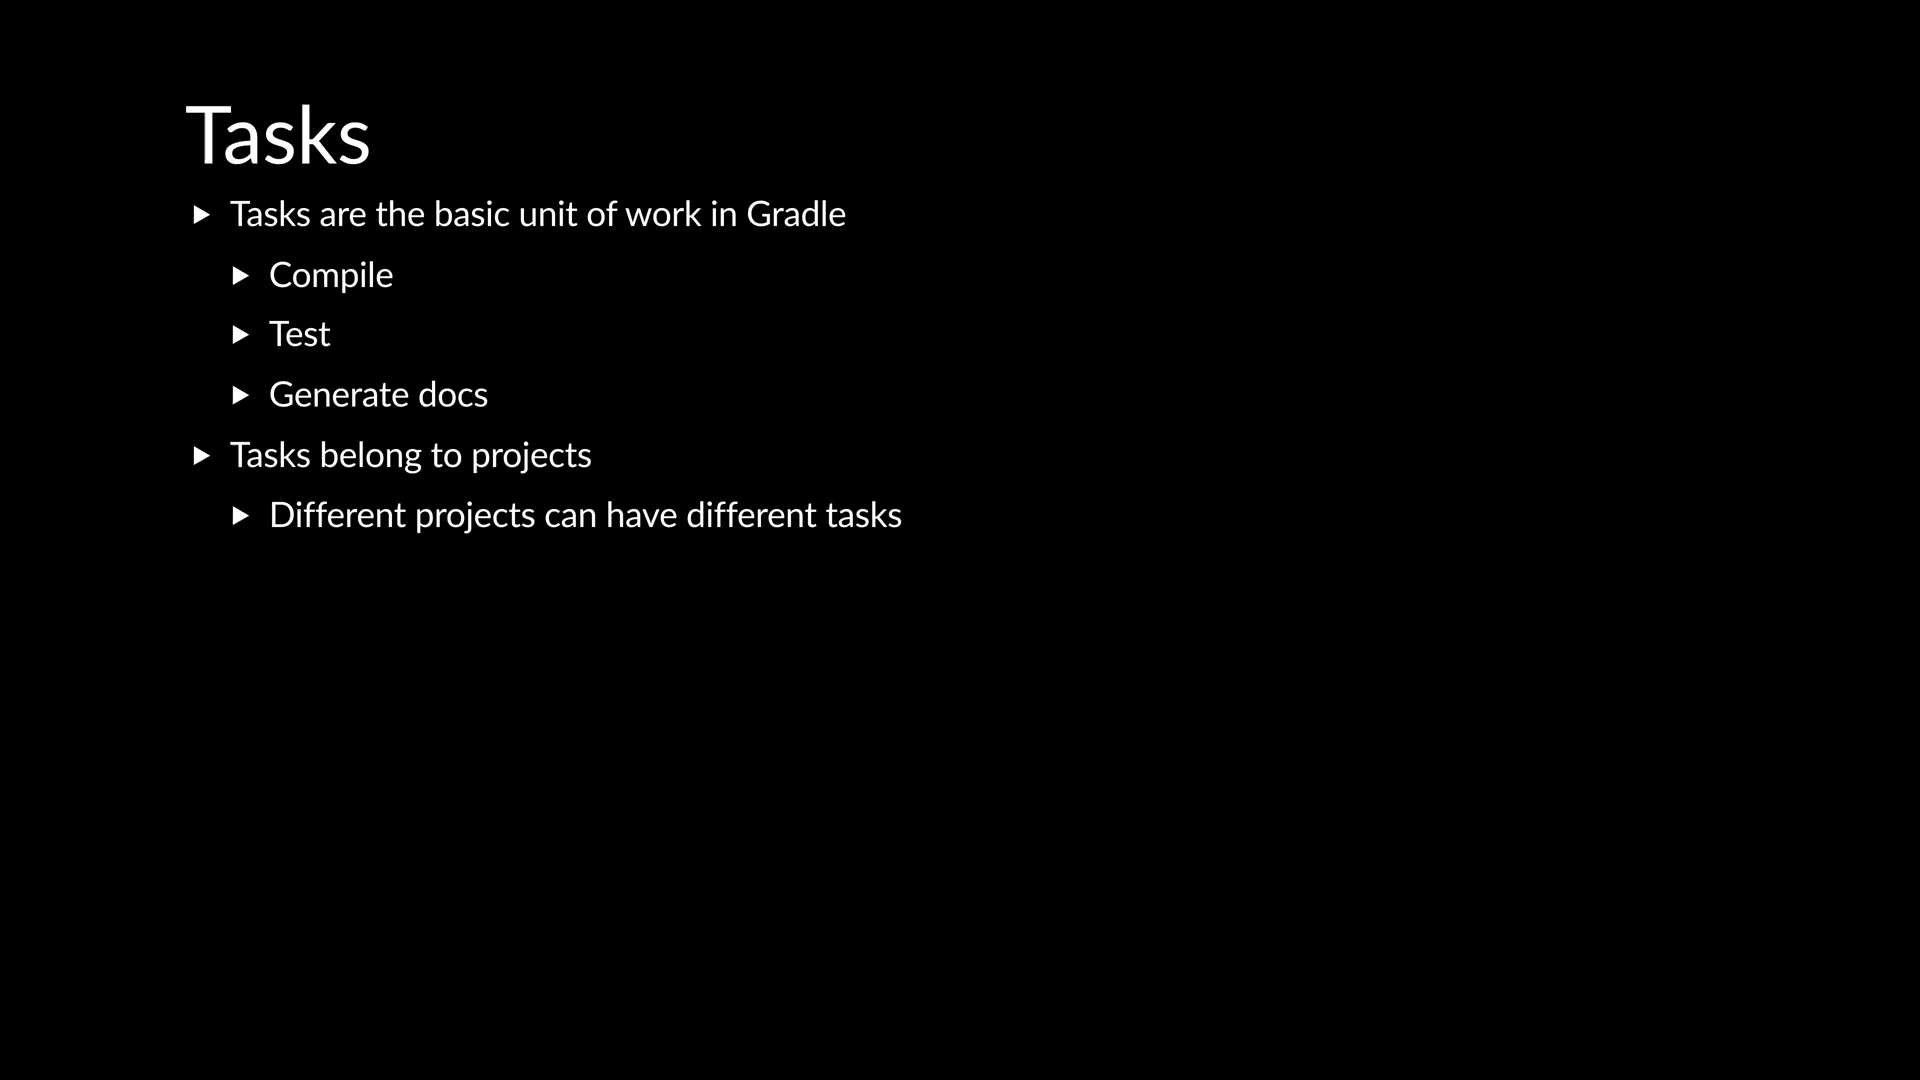 Tasks
▶ Tasks are the basic unit of work in Gradle
▶ Compile
▶ Test
▶ Generate docs
▶ Tasks belong to projects
▶ Different projects can have different tasks